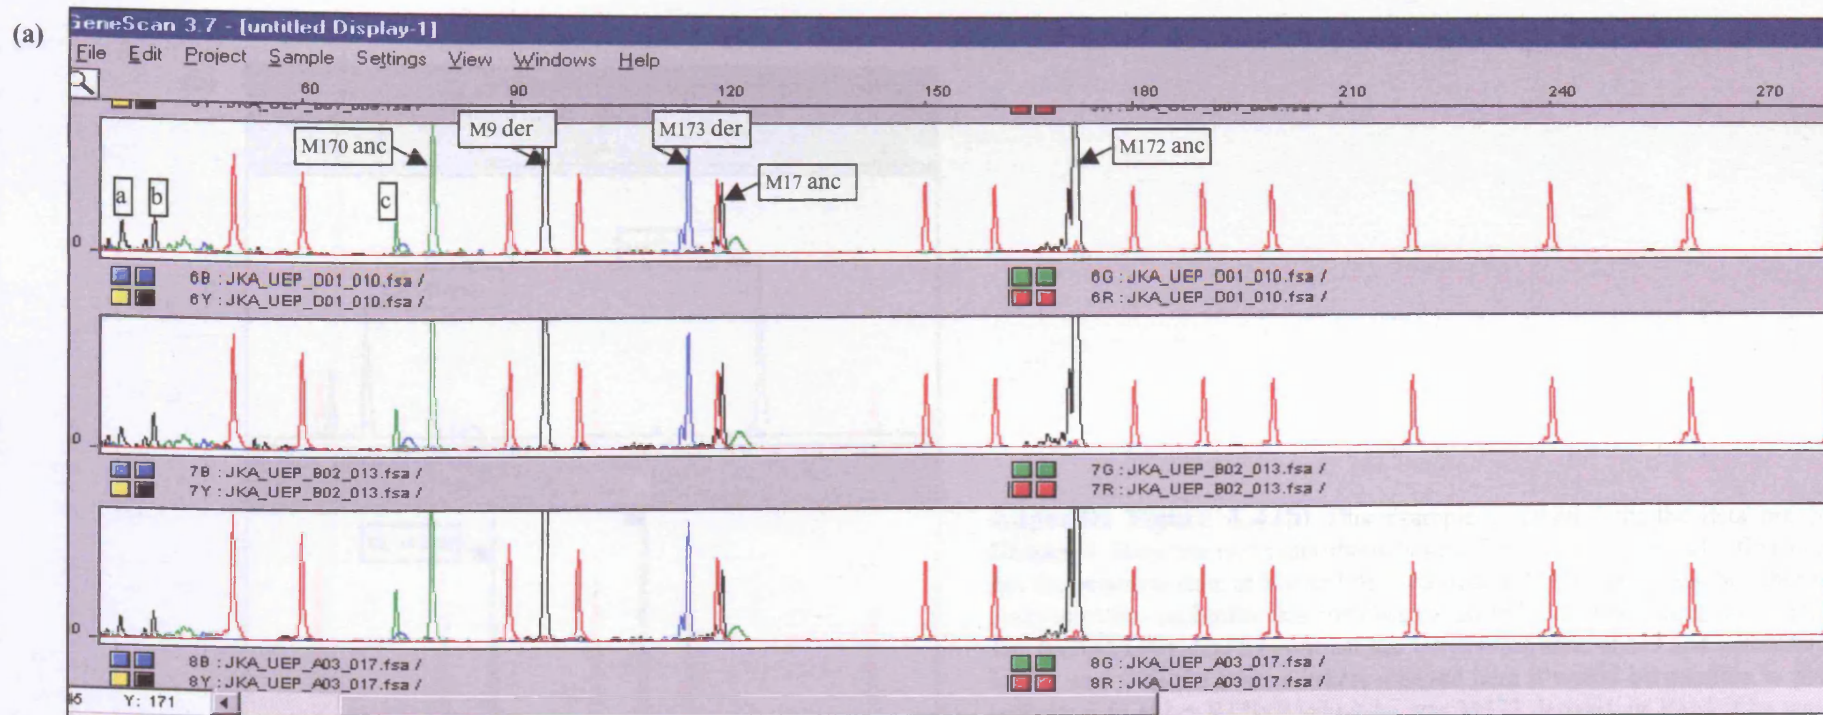 (a)
GeneScan 3.7 - [untitled Display-1]
File Edit Project Sample Settings View Windows Help
60 90 120 150 180 210 240 270
M170 anc
M9 der
M173 der
M17 anc
M172 anc
a
b
c
0
6B : JKA_UEP_D01_010.fsa /
6G : JKA_UEP_D01_010.fsa /
6Y : JKA_UEP_D01_010.fsa /
6R : JKA_UEP_D01_010.fsa /
0
7B : JKA_UEP_B02_013.fsa /
7G : JKA_UEP_B02_013.fsa /
7Y : JKA_UEP_B02_013.fsa /
7R : JKA_UEP_B02_013.fsa /
0
8B : JKA_UEP_A03_017.fsa /
8G : JKA_UEP_A03_017.fsa /
8Y : JKA_UEP_A03_017.fsa /
8R : JKA_UEP_A03_017.fsa /
Y: 171